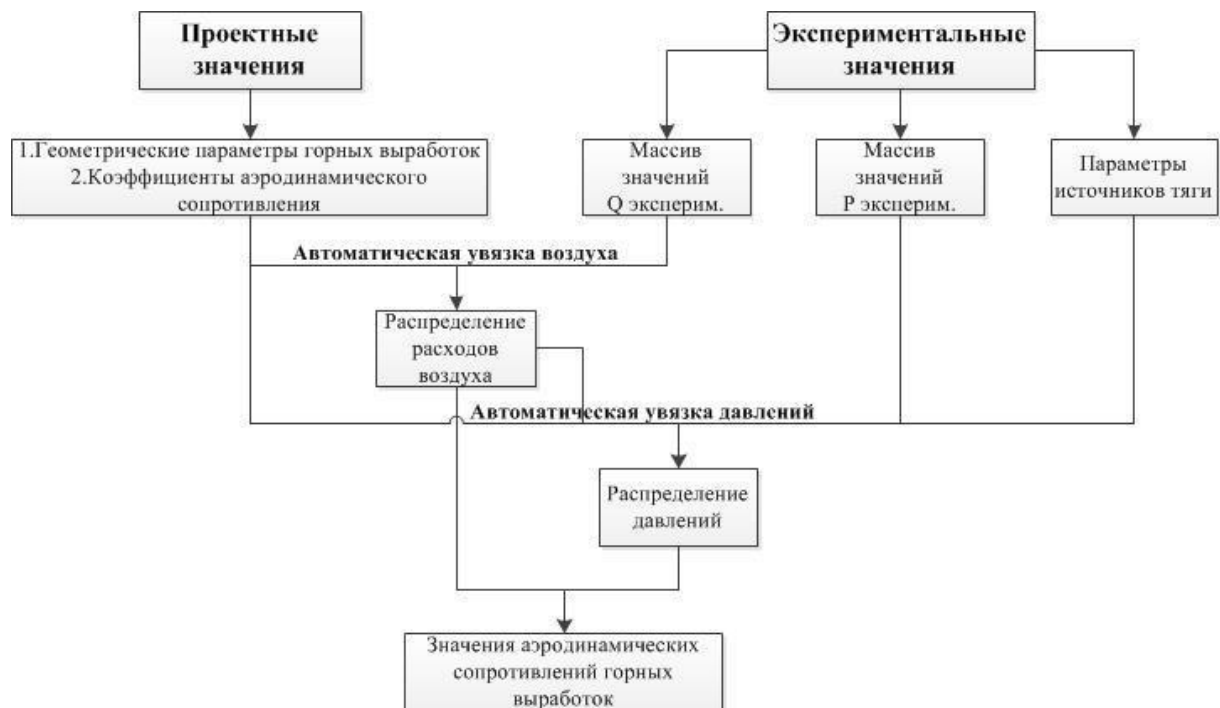 Проектные
значения
Экспериментальные
значения
1.Геометрические параметры горных выработок
2.Коэффициенты аэродинамического
сопротивления
Массив
значений
Q эксперим.
Массив
значений
P эксперим.
Параметры
источников тяги
Автоматическая увязка воздуха
Распределение
расходов
воздуха
Автоматическая увязка давлений
Распределение
давлений
Значения аэродинамических
сопротивлений горных
выработок